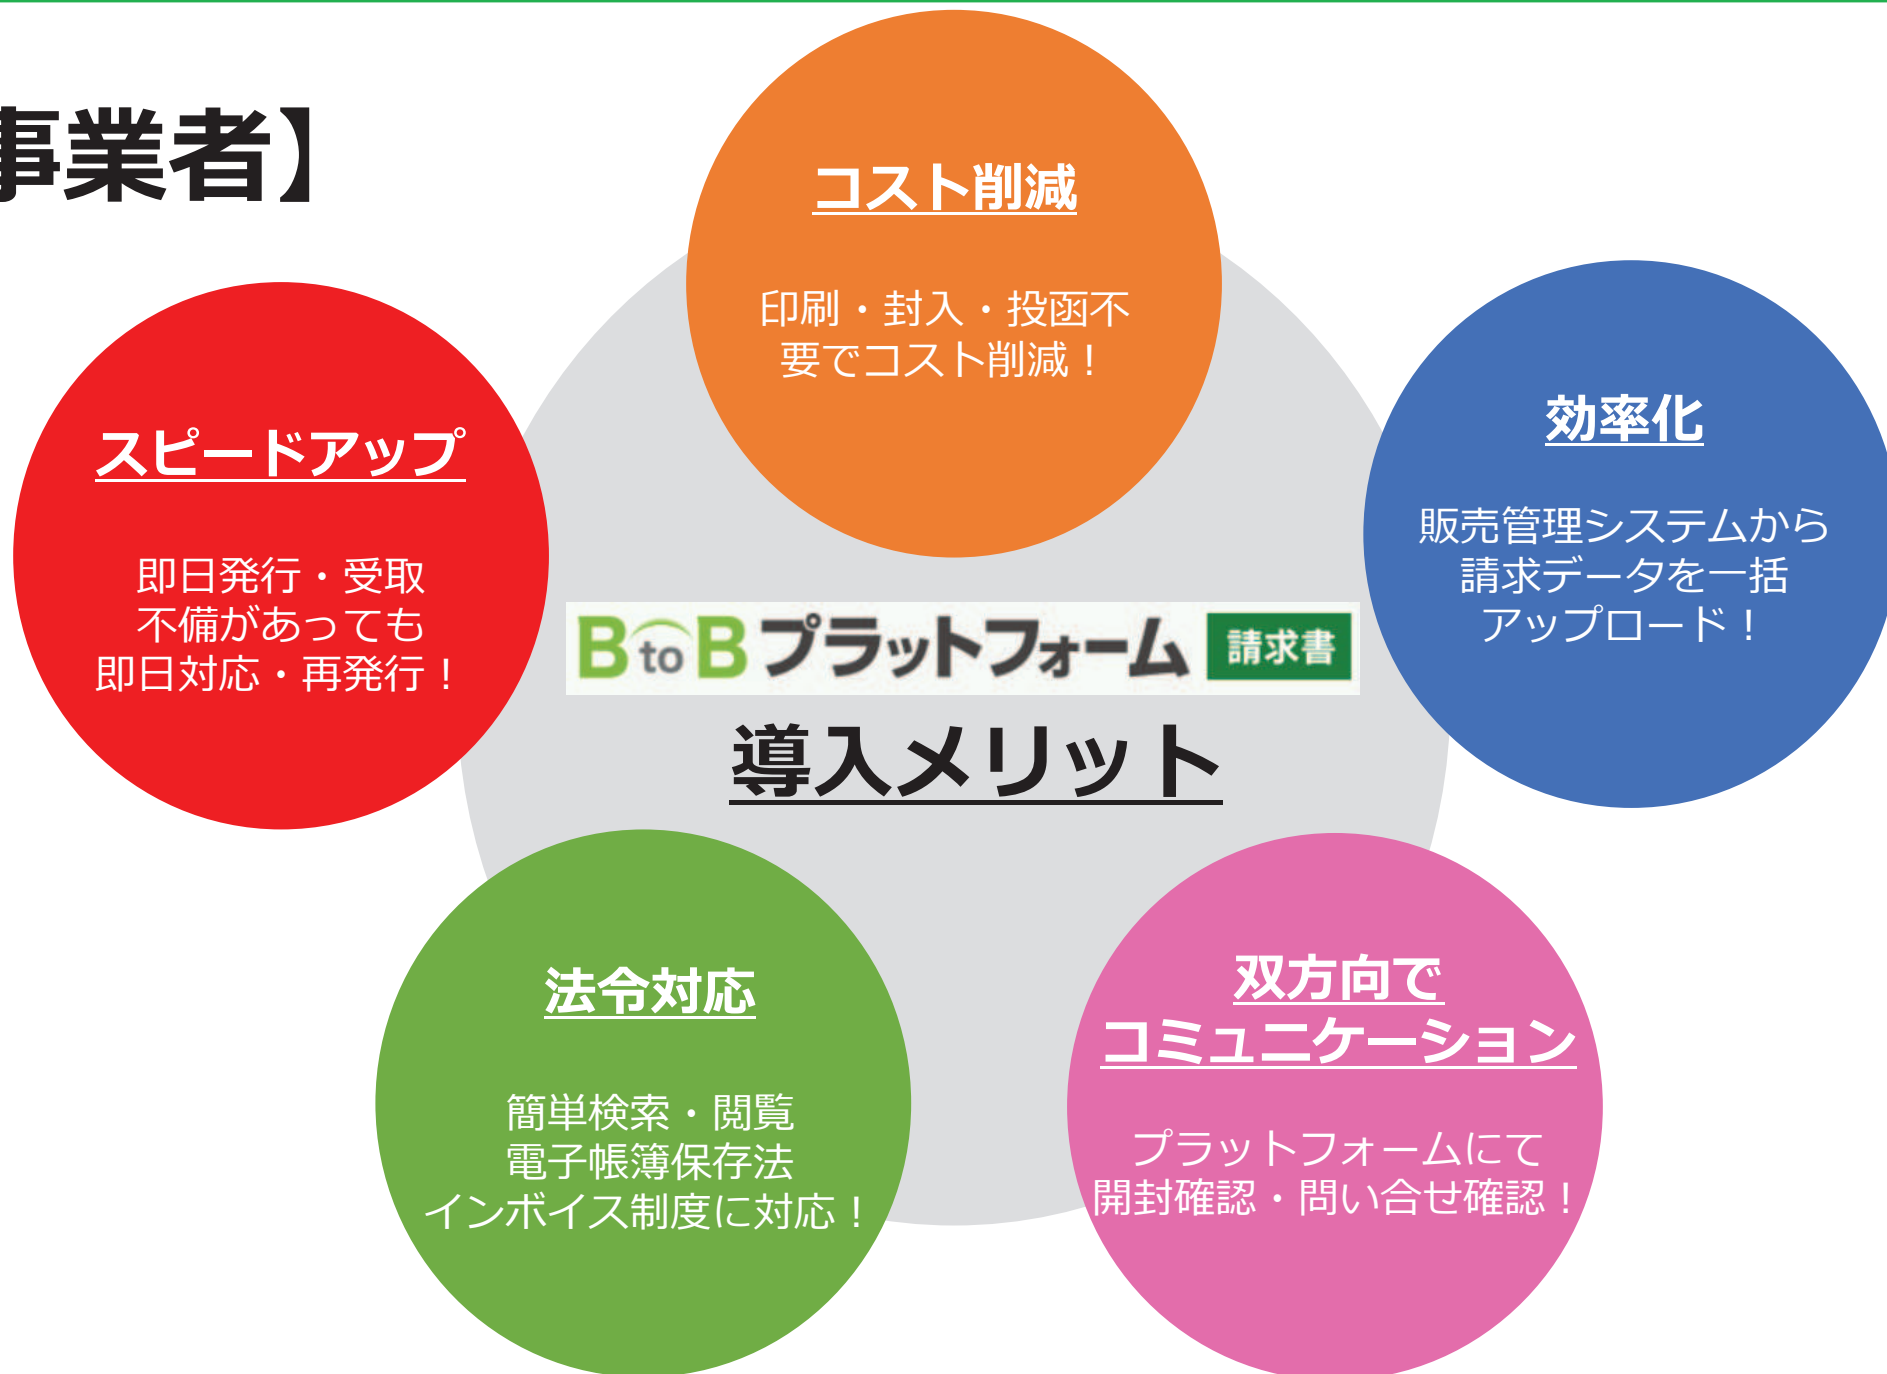 事業者】
コスト削減
印刷・封入・投函不
要でコスト削減！
スピードアップ
即日発行・受取
不備があっても
即日対応・再発行！
効率化
販売管理システムから
請求データを一括
アップロード！
BtoBプラットフォーム 請求書
導入メリット
法令対応
簡単検索・閲覧
電子帳簿保存法
インボイス制度に対応！
双方向で
コミュニケーション
プラットフォームにて
開封確認・問い合せ確認！